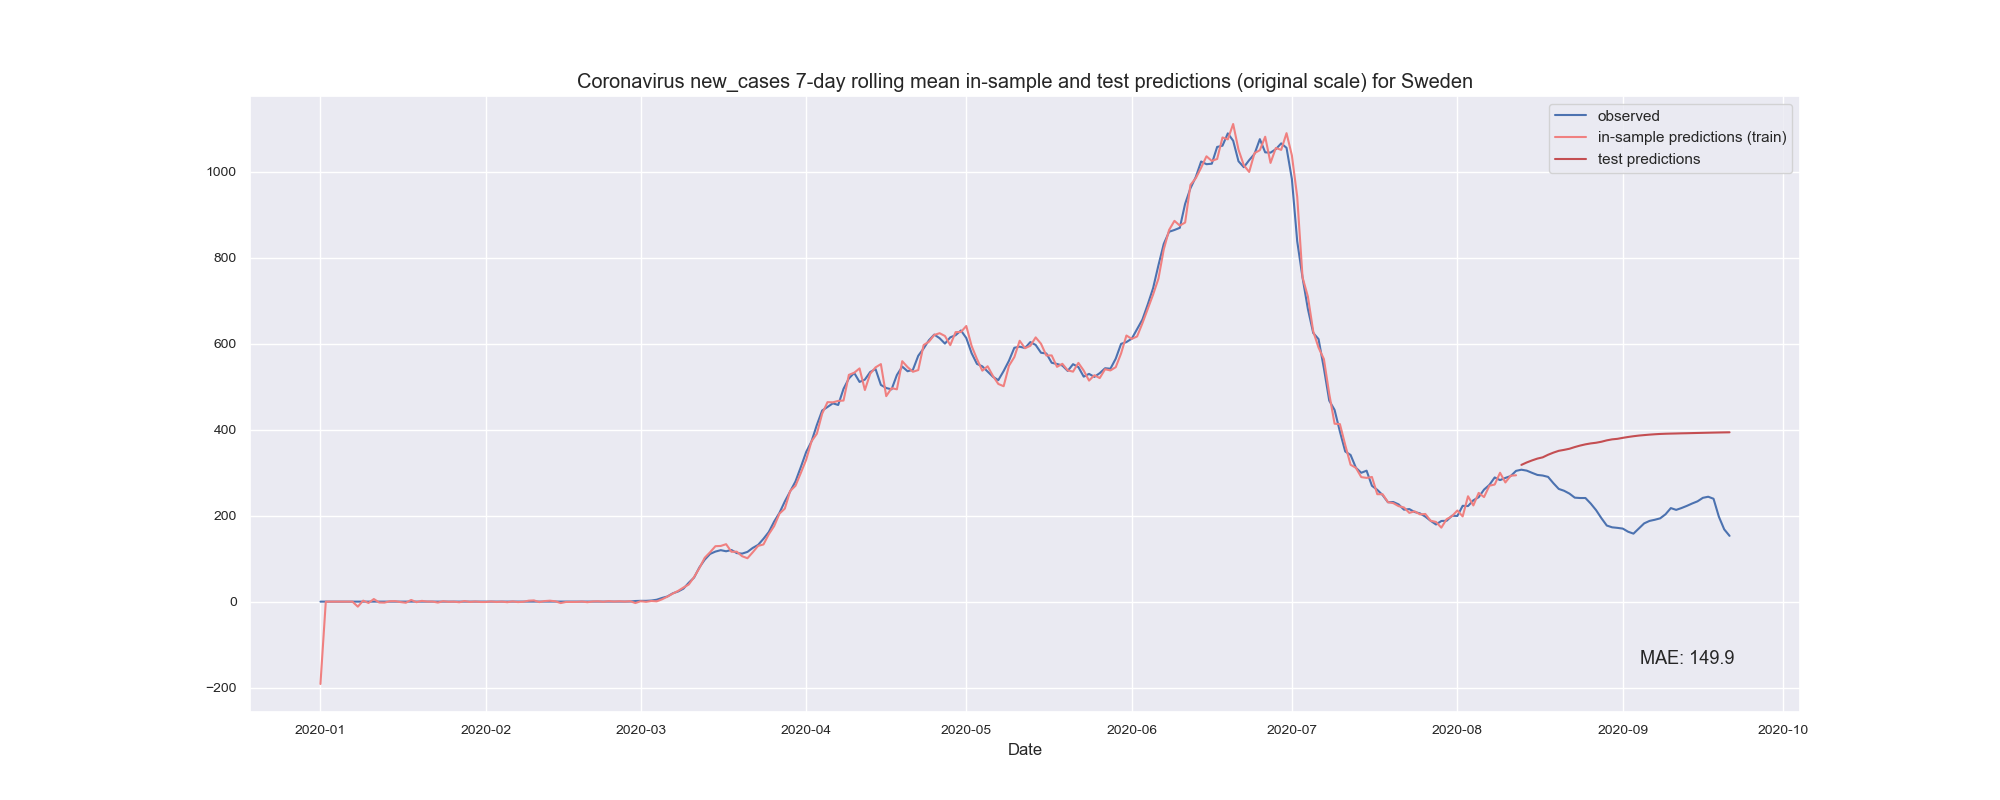 Coronavirus new_cases 7-day rolling mean in-sample and test predictions (original scale) for Sweden
observed
in-sample predictions (train)
test predictions
1000
800
600
400
200
0
−200
MAE: 149.9
2020-01 2020-02 2020-03 2020-04 2020-05 2020-06 2020-07 2020-08 2020-09 2020-10
Date